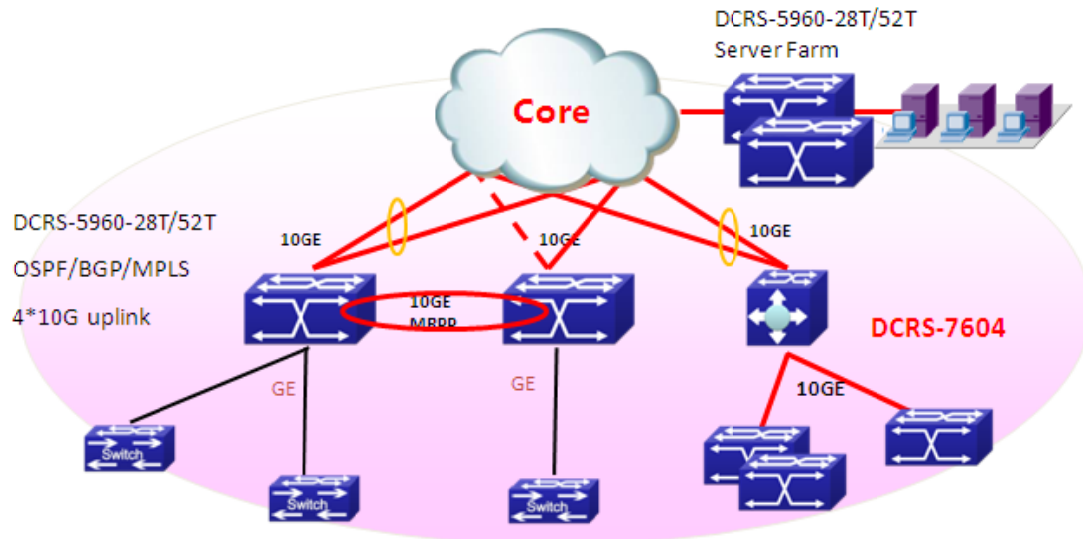 DCRS-5960-28T/52T
Server Farm
Core
DCRS-5960-28T/52T
OSPF/BGP/MPLS
4*10G uplink
10GE
10GE
10GE
10GE
MRPP
DCRS-7604
GE
GE
10GE
Switch
Switch
Switch